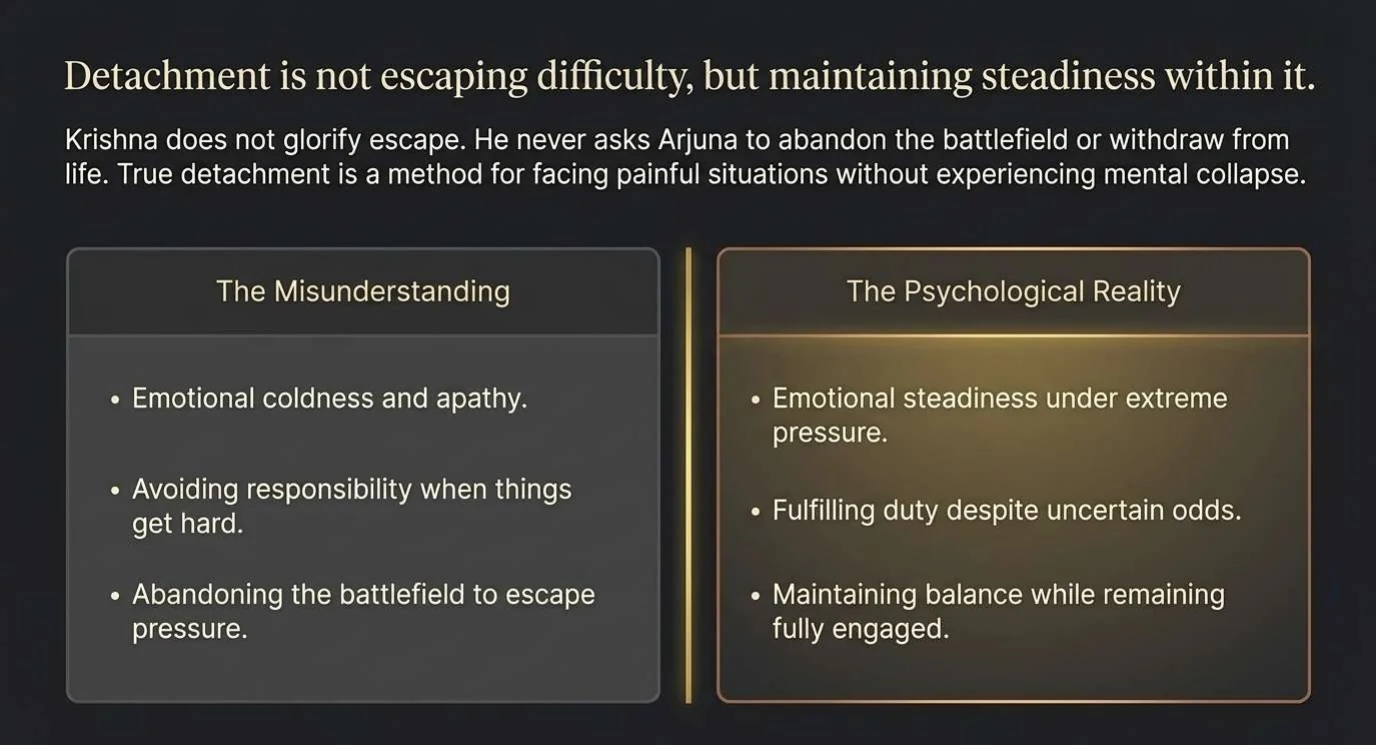 Detachment is not escaping difficulty, but maintaining steadiness within it.
Krishna does not glorify escape. He never asks Arjuna to abandon the battlefield or withdraw from
life. True detachment is a method for facing painful situations without experiencing mental collapse.
The Misunderstanding
• Emotional coldness and apathy.
• Avoiding responsibility when things
get hard.
• Abandoning the battlefield to escape
pressure.
The Psychological Reality
• Emotional steadiness under extreme
pressure.
• Fulfilling duty despite uncertain odds.
• Maintaining balance while remaining
fully engaged.